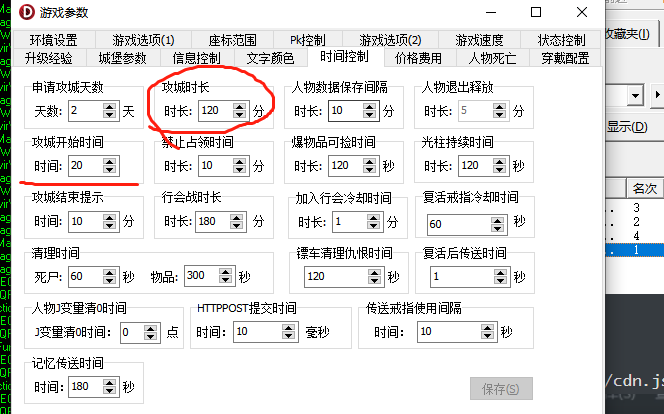 游戏参数
环境设置 游戏选项(1) 座标范围 Pk控制 游戏选项(2) 游戏速度 状态控制
升级经验 城堡参数 信息控制 文字颜色 时间控制 价格费用 人物死亡 穿戴配置
申请攻城天数 攻城时长 人物数据保存间隔 人物退出释放
天数: 2 天 时长: 120 分 时长: 10 分 时长: 5 分
攻城开始时间 禁止占领时间 爆物品可捡时间 光柱持续时间
时间: 20 时长: 10 分 时长: 120 秒 时长: 120 秒
攻城结束提示 行会战时长 加入行会冷却时间 复活戒指冷却时间
时间: 10 分 时长: 180 分 时长: 1 分 60 秒
清理时间 镖车清理仇恨时间 复活后传送时间
死尸: 60 秒 物品: 300 秒 120 秒 1 秒
人物J变量清0时间 HTTPPOST提交时间 传送戒指使用间隔
J变量清0时间: 0 点 时间: 10 毫秒 时间: 10 秒
记忆传送时间
时间: 180 秒
保存(S)
收藏夹(I)
显示(D)
名次
3
2
4
1
/cdn.js